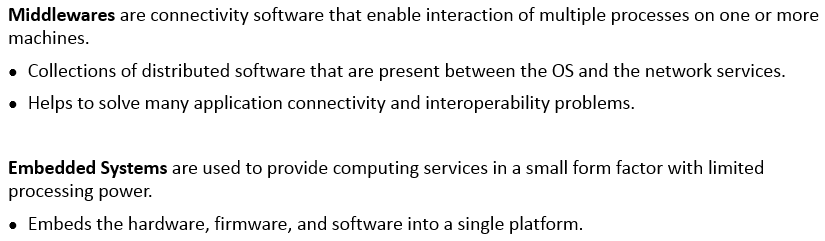 Middlewares are connectivity software that enable interaction of multiple processes on one or more
machines.
• Collections of distributed software that are present between the OS and the network services.
• Helps to solve many application connectivity and interoperability problems.
Embedded Systems are used to provide computing services in a small form factor with limited
processing power.
• Embeds the hardware, firmware, and software into a single platform.